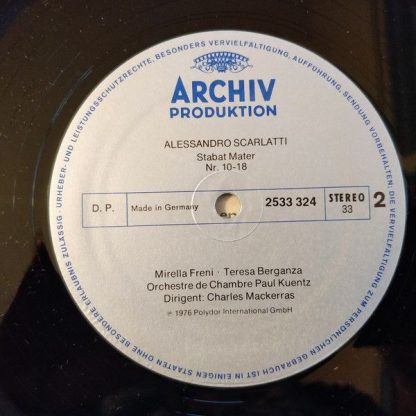 URHEBER- UND LEISTUNGSSCHUTZRECHTE, BESONDERS VERVIELFÄLTIGUNG, AUFFÜHRUNG, SENDUNG VORBEHALTEN. DIE VERVIELFÄLTIGUNG ZUM PERSÖNLICHEN GEBRAUCH IST IN EINIGEN STAATEN OHNE BESONDERE ERLAUBNIS ZULÄSSIG ·
ARCHIV
PRODUKTION
ALESSANDRO SCARLATTI
Stabat Mater
Nr. 10-18
D. P. Made in Germany 2533 324 STEREO 33 2
Mirella Freni · Teresa Berganza
Orchestre de Chambre Paul Kuentz
Dirigent: Charles Mackerras
℗ 1976 Polydor International GmbH